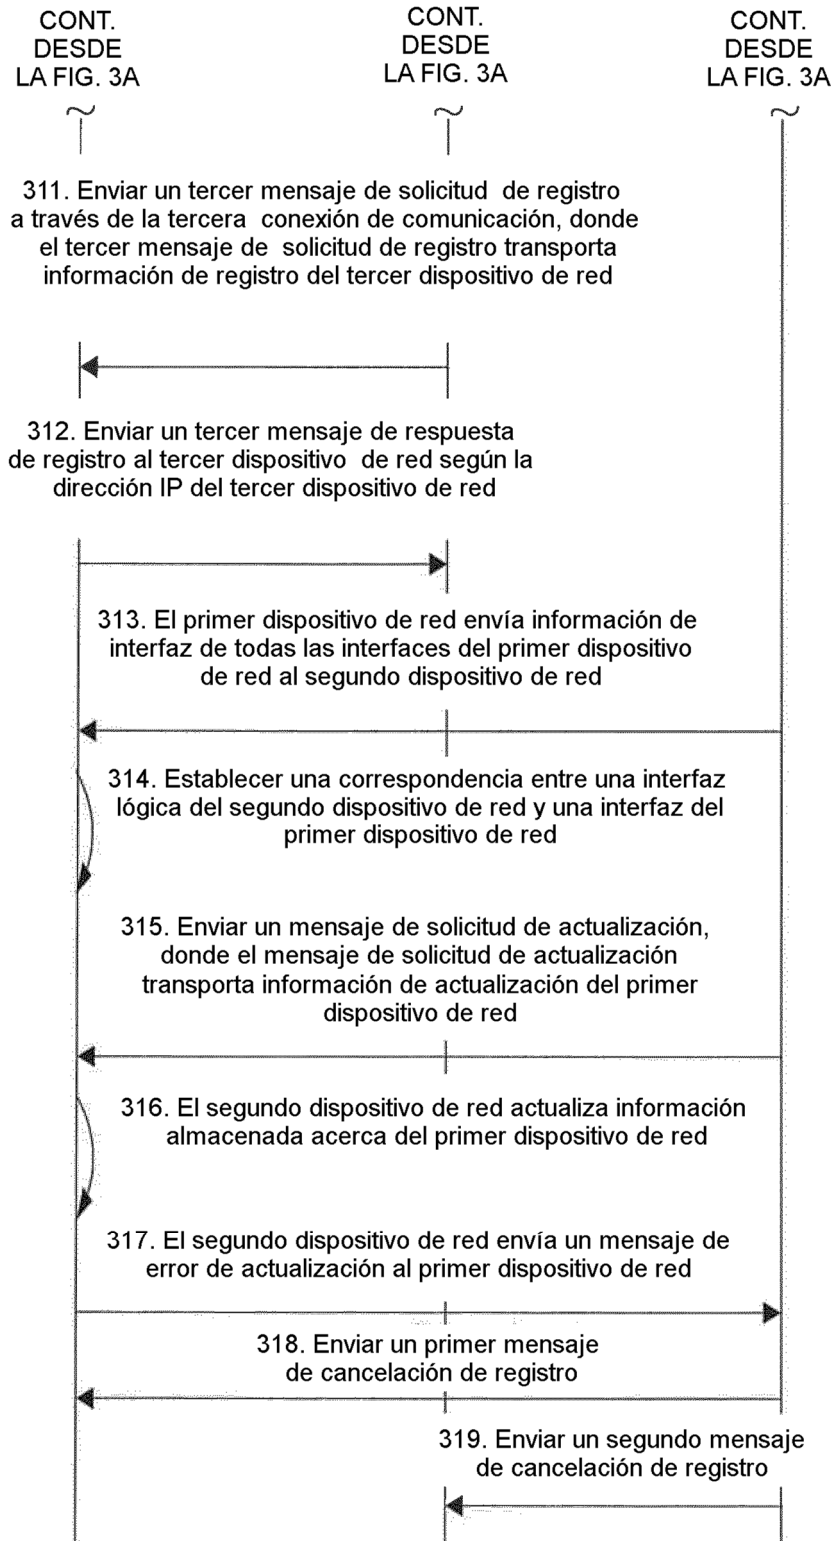 CONT.
DESDE
LA FIG. 3A
CONT.
DESDE
LA FIG. 3A
CONT.
DESDE
LA FIG. 3A
311. Enviar un tercer mensaje de solicitud de registro
a través de la tercera conexión de comunicación, donde
el tercer mensaje de solicitud de registro transporta
información de registro del tercer dispositivo de red
312. Enviar un tercer mensaje de respuesta
de registro al tercer dispositivo de red según la
dirección IP del tercer dispositivo de red
313. El primer dispositivo de red envía información de
interfaz de todas las interfaces del primer dispositivo
de red al segundo dispositivo de red
314. Establecer una correspondencia entre una interfaz
lógica del segundo dispositivo de red y una interfaz del
primer dispositivo de red
315. Enviar un mensaje de solicitud de actualización,
donde el mensaje de solicitud de actualización
transporta información de actualización del primer
dispositivo de red
316. El segundo dispositivo de red actualiza información
almacenada acerca del primer dispositivo de red
317. El segundo dispositivo de red envía un mensaje de
error de actualización al primer dispositivo de red
318. Enviar un primer mensaje
de cancelación de registro
319. Enviar un segundo mensaje
de cancelación de registro